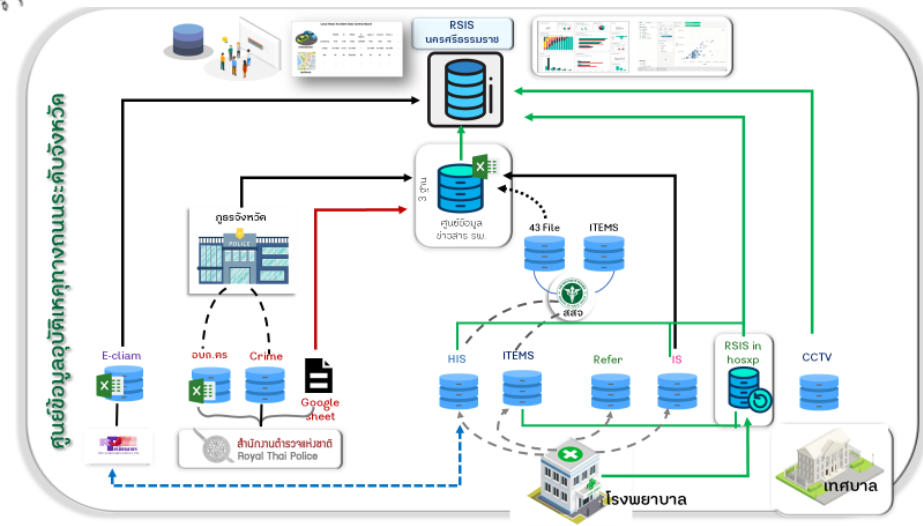 RSIS
นครศรีธรรมราช
ศูนย์ข้อมูลอุบัติเหตุทางถนนระดับจังหวัด
3 ฐาน
ศูนย์ข้อมูล
ข่าวสาร รพ.
ภูธรจังหวัด
POLICE
43 File
ITEMS
สสจ
E-cliam
อบถ.ตร
Crime
Google
sheet
HIS
ITEMS
Refer
IS
RSIS in
hosxp
CCTV
สำนักงานตำรวจแห่งชาติ
Royal Thai Police
โรงพยาบาล
เทศบาล